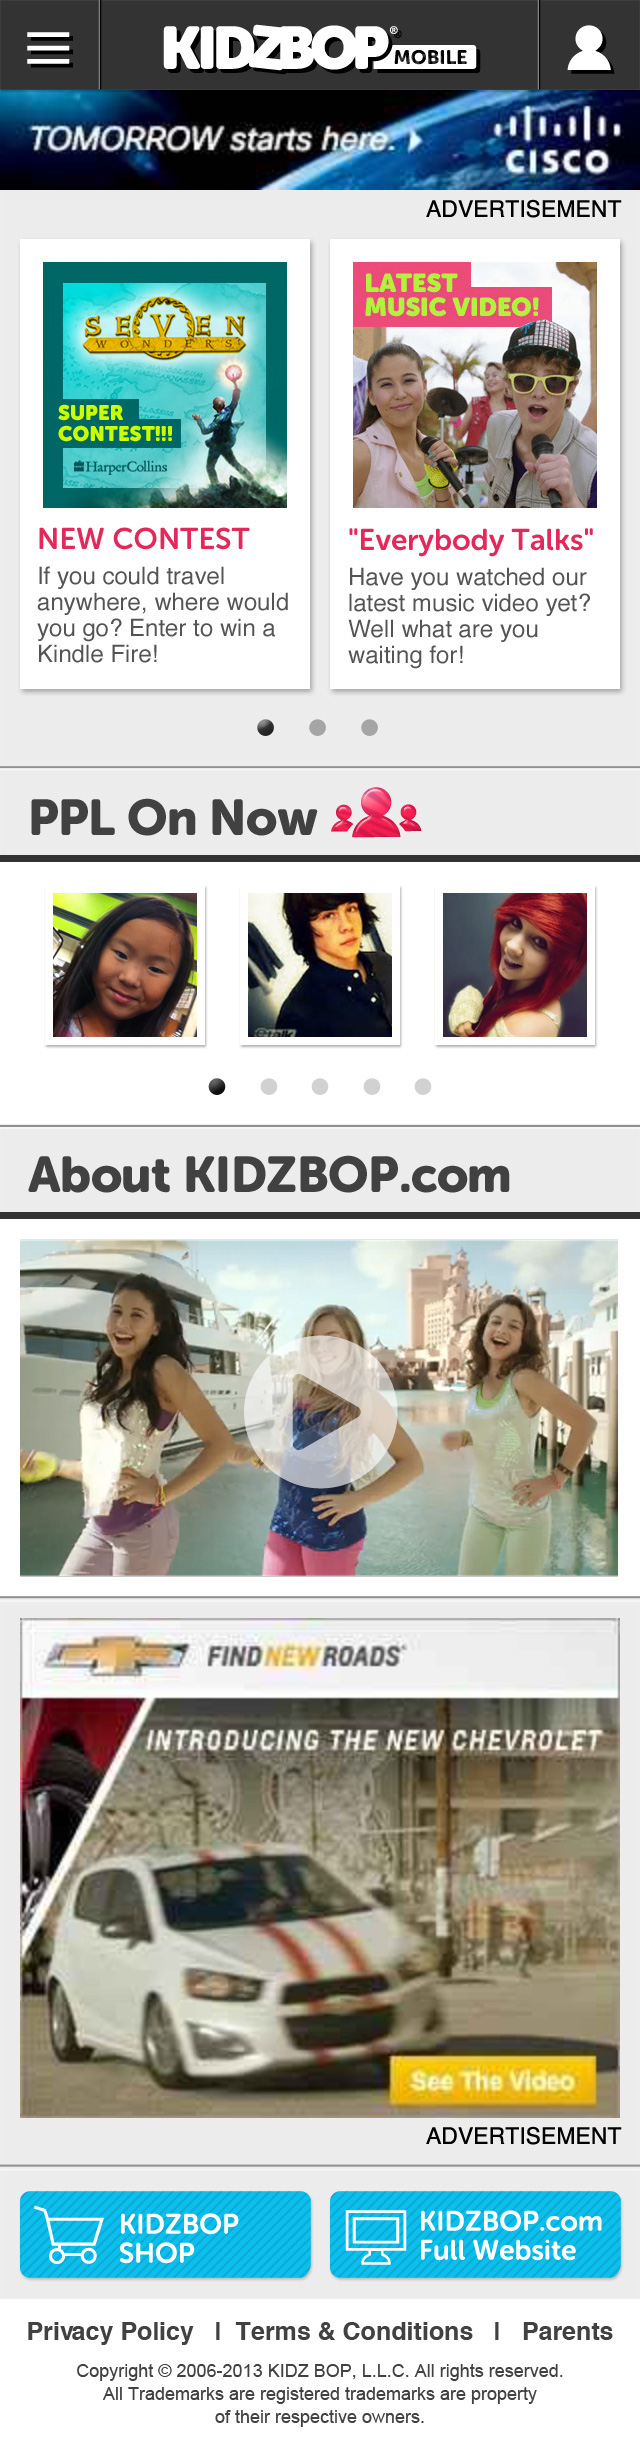 KIDZBOP®
MOBILE
TOMORROW starts here.
CISCO
ADVERTISEMENT
SEVEN
WONDERS
SUPER
CONTEST!!!
HarperCollins
NEW CONTEST
If you could travel
anywhere, where would
you go? Enter to win a
Kindle Fire!
LATEST
MUSIC VIDEO!
"Everybody Talks"
Have you watched our
latest music video yet?
Well what are you
waiting for!
PPL On Now
About KIDZBOP.com
FIND NEW ROADS
INTRODUCING THE NEW CHEVROLET
See The Video
ADVERTISEMENT
KIDZBOP
SHOP
KIDZBOP.com
Full Website
Privacy Policy | Terms & Conditions | Parents
Copyright © 2006-2013 KIDZ BOP, L.L.C. All rights reserved.
All Trademarks are registered trademarks are property
of their respective owners.